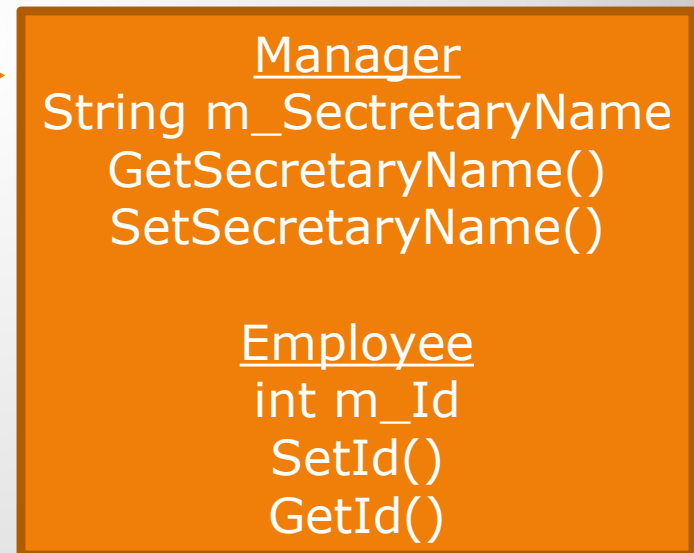 Manager
String m_SectretaryName
GetSecretaryName()
SetSecretaryName()
Employee
int m_Id
SetId()
GetId()